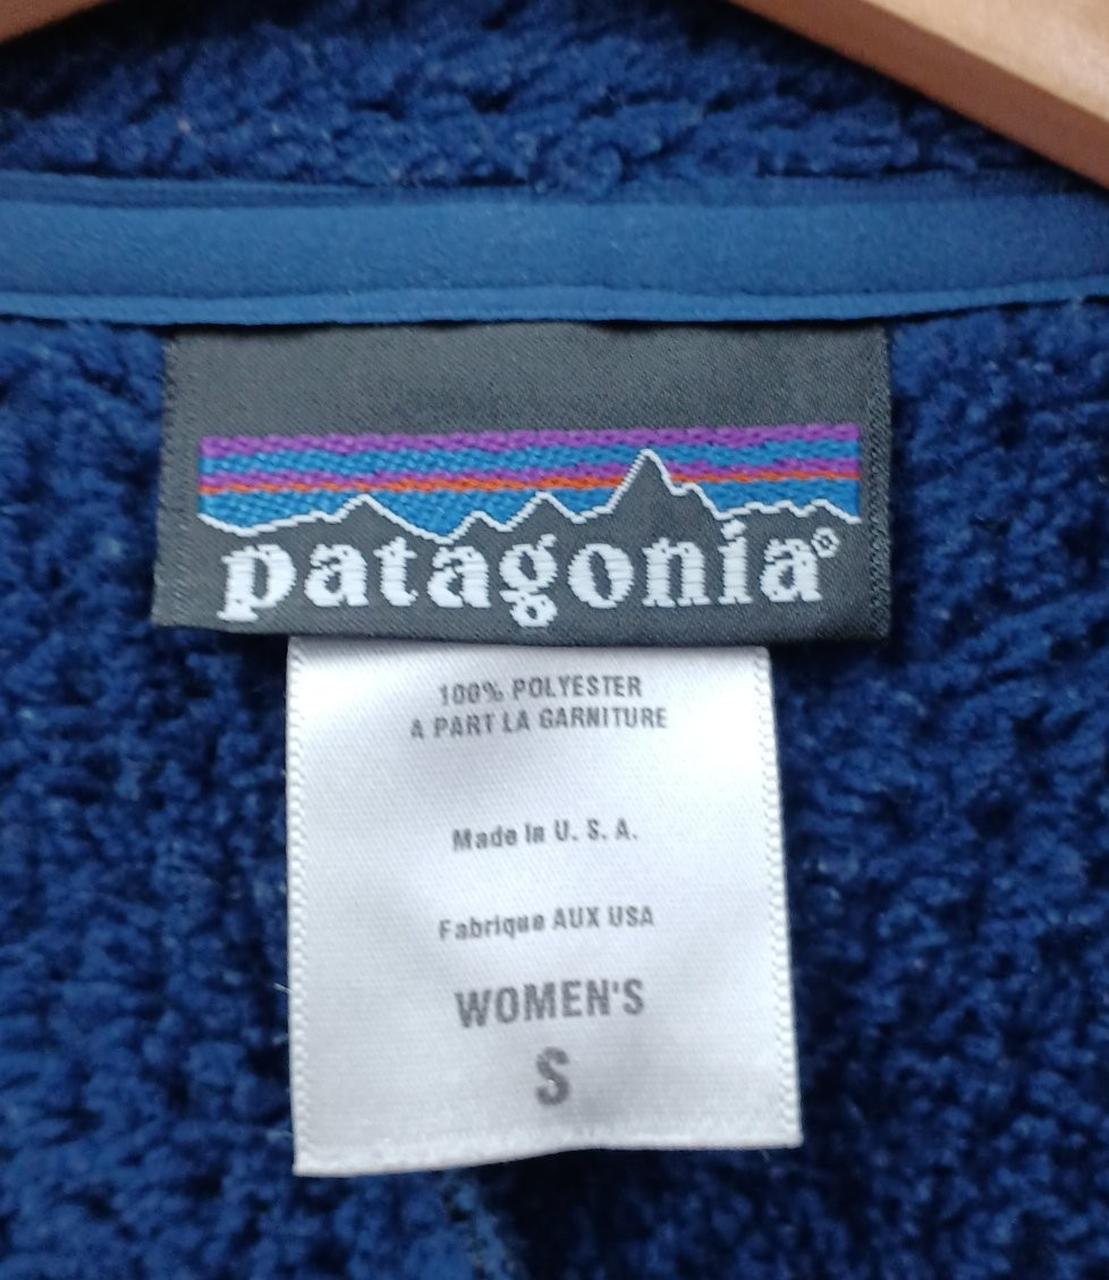 patagonia®
100% POLYESTER
A PART LA GARNITURE
Made in U. S. A.
Fabrique AUX USA
WOMEN'S
S